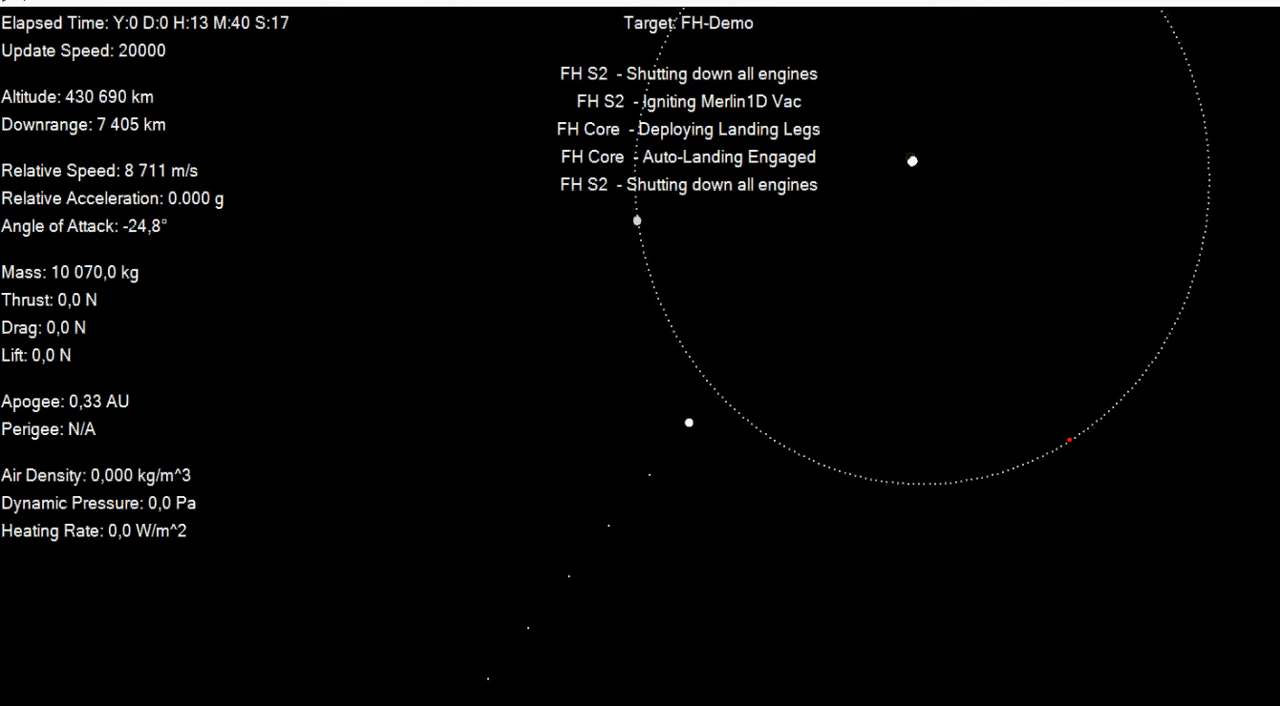 Elapsed Time: Y:0 D:0 H:13 M:40 S:17
Update Speed: 20000
Altitude: 430 690 km
Downrange: 7 405 km
Relative Speed: 8 711 m/s
Relative Acceleration: 0.000 g
Angle of Attack: -24,8°
Mass: 10 070,0 kg
Thrust: 0,0 N
Drag: 0,0 N
Lift: 0,0 N
Apogee: 0,33 AU
Perigee: N/A
Air Density: 0,000 kg/m^3
Dynamic Pressure: 0,0 Pa
Heating Rate: 0,0 W/m^2
Target: FH-Demo
FH S2 - Shutting down all engines
FH S2 - Igniting Merlin1D Vac
FH Core - Deploying Landing Legs
FH Core - Auto-Landing Engaged
FH S2 - Shutting down all engines